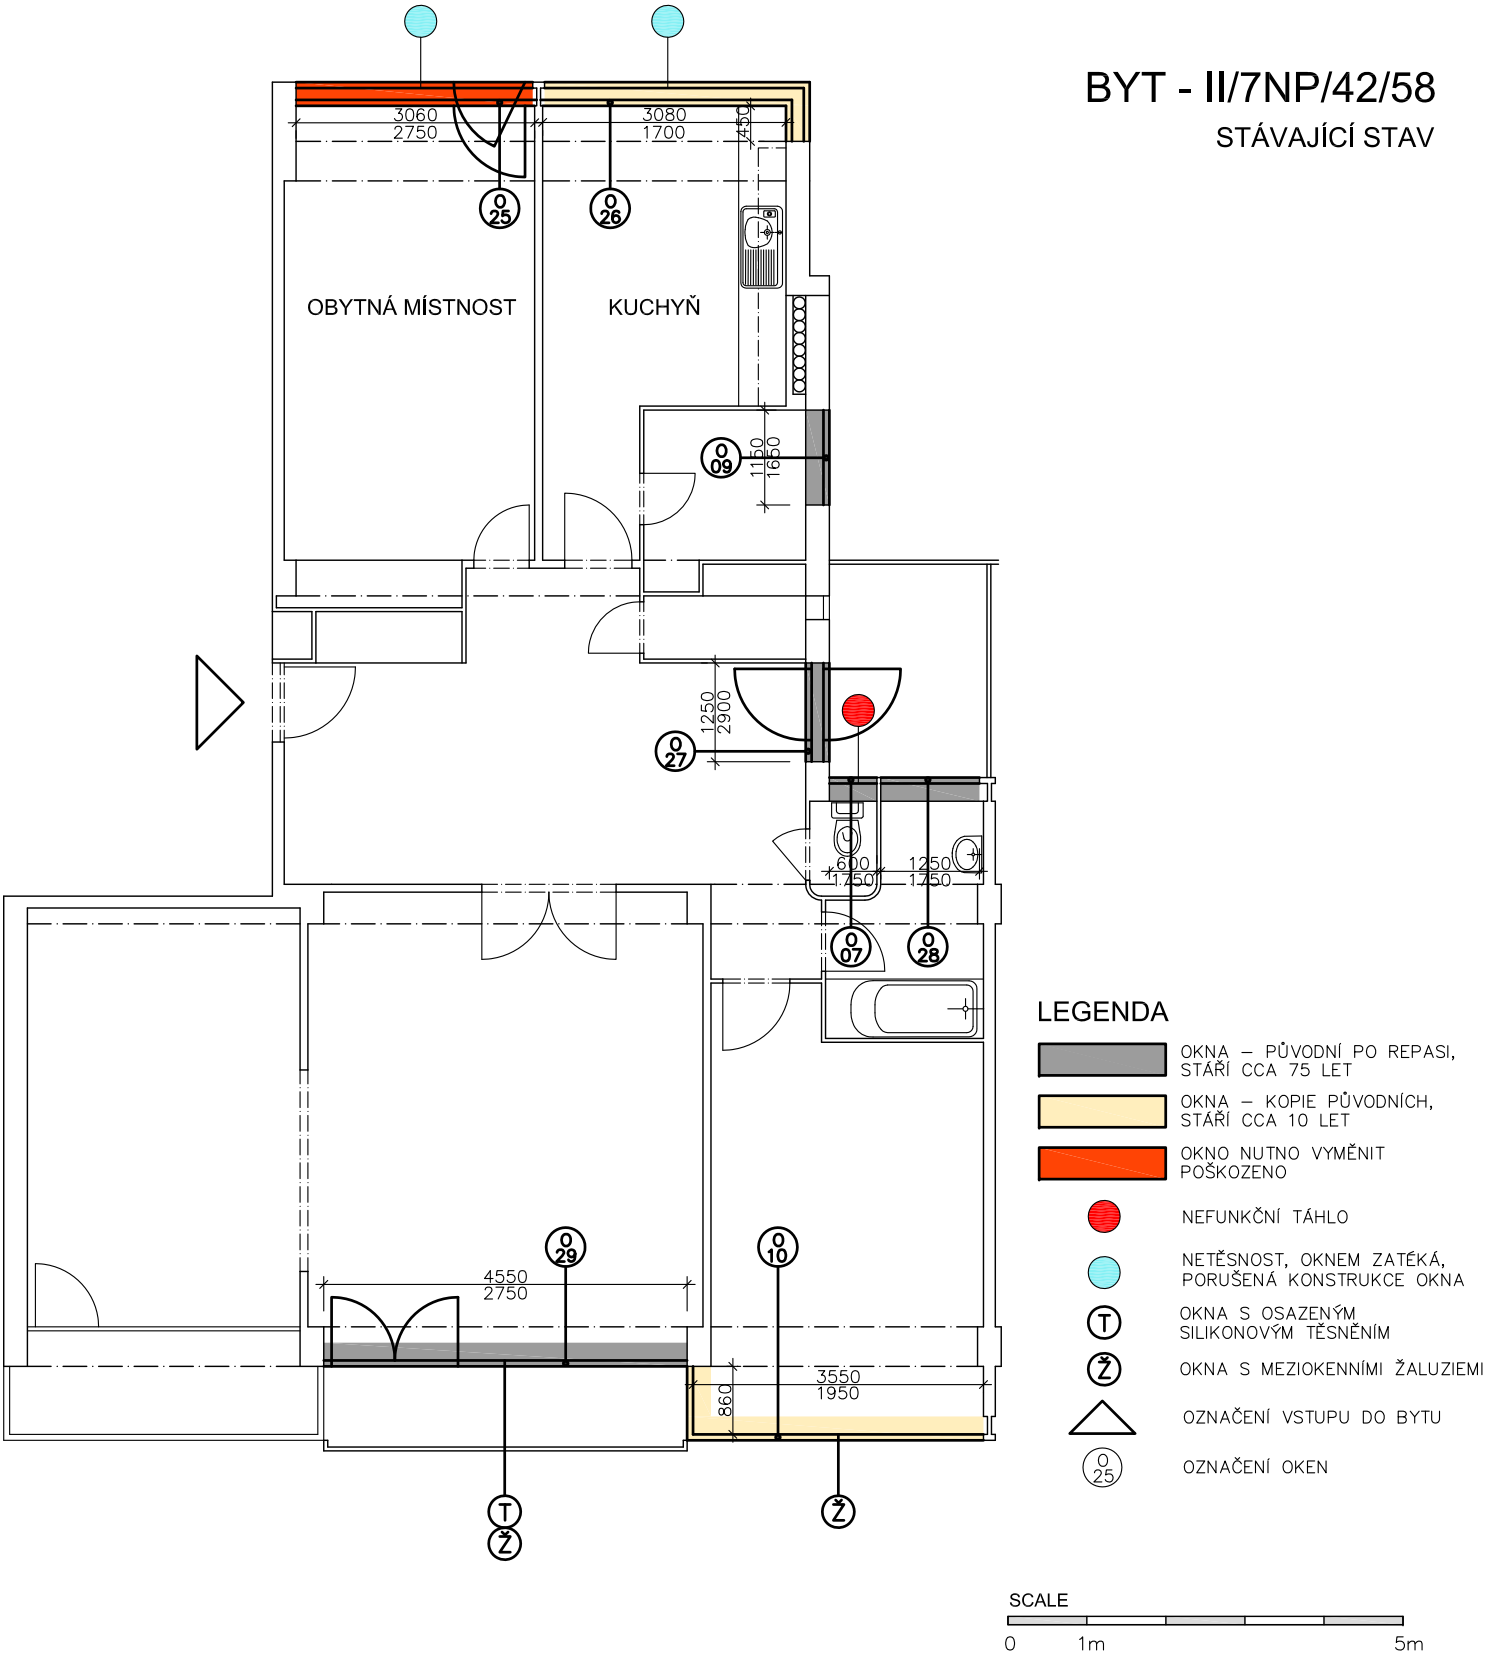 BYT - II/7NP/42/58
STÁVAJÍCÍ STAV
3060
2750
3080
1700
450
O
25
O
26
OBYTNÁ MÍSTNOST
KUCHYŇ
O
09
1150
1650
1250
2900
O
27
600
1750
1250
1750
O
07
O
28
O
29
O
10
4550
2750
3550
1950
860
T
Ž
Ž
LEGENDA
OKNA – PŮVODNÍ PO REPASI,
STÁŘÍ CCA 75 LET
OKNA – KOPIE PŮVODNÍCH,
STÁŘÍ CCA 10 LET
OKNO NUTNO VYMĚNIT
POŠKOZENO
NEFUNKČNÍ TÁHLO
NETĚSNOST, OKNEM ZATÉKÁ,
PORUŠENÁ KONSTRUKCE OKNA
T
OKNA S OSAZENÝM
SILIKONOVÝM TĚSNĚNÍM
Ž
OKNA S MEZIOKENNÍMI ŽALUZIEMI
OZNAČENÍ VSTUPU DO BYTU
O
25
OZNAČENÍ OKEN
SCALE
0 1m 5m